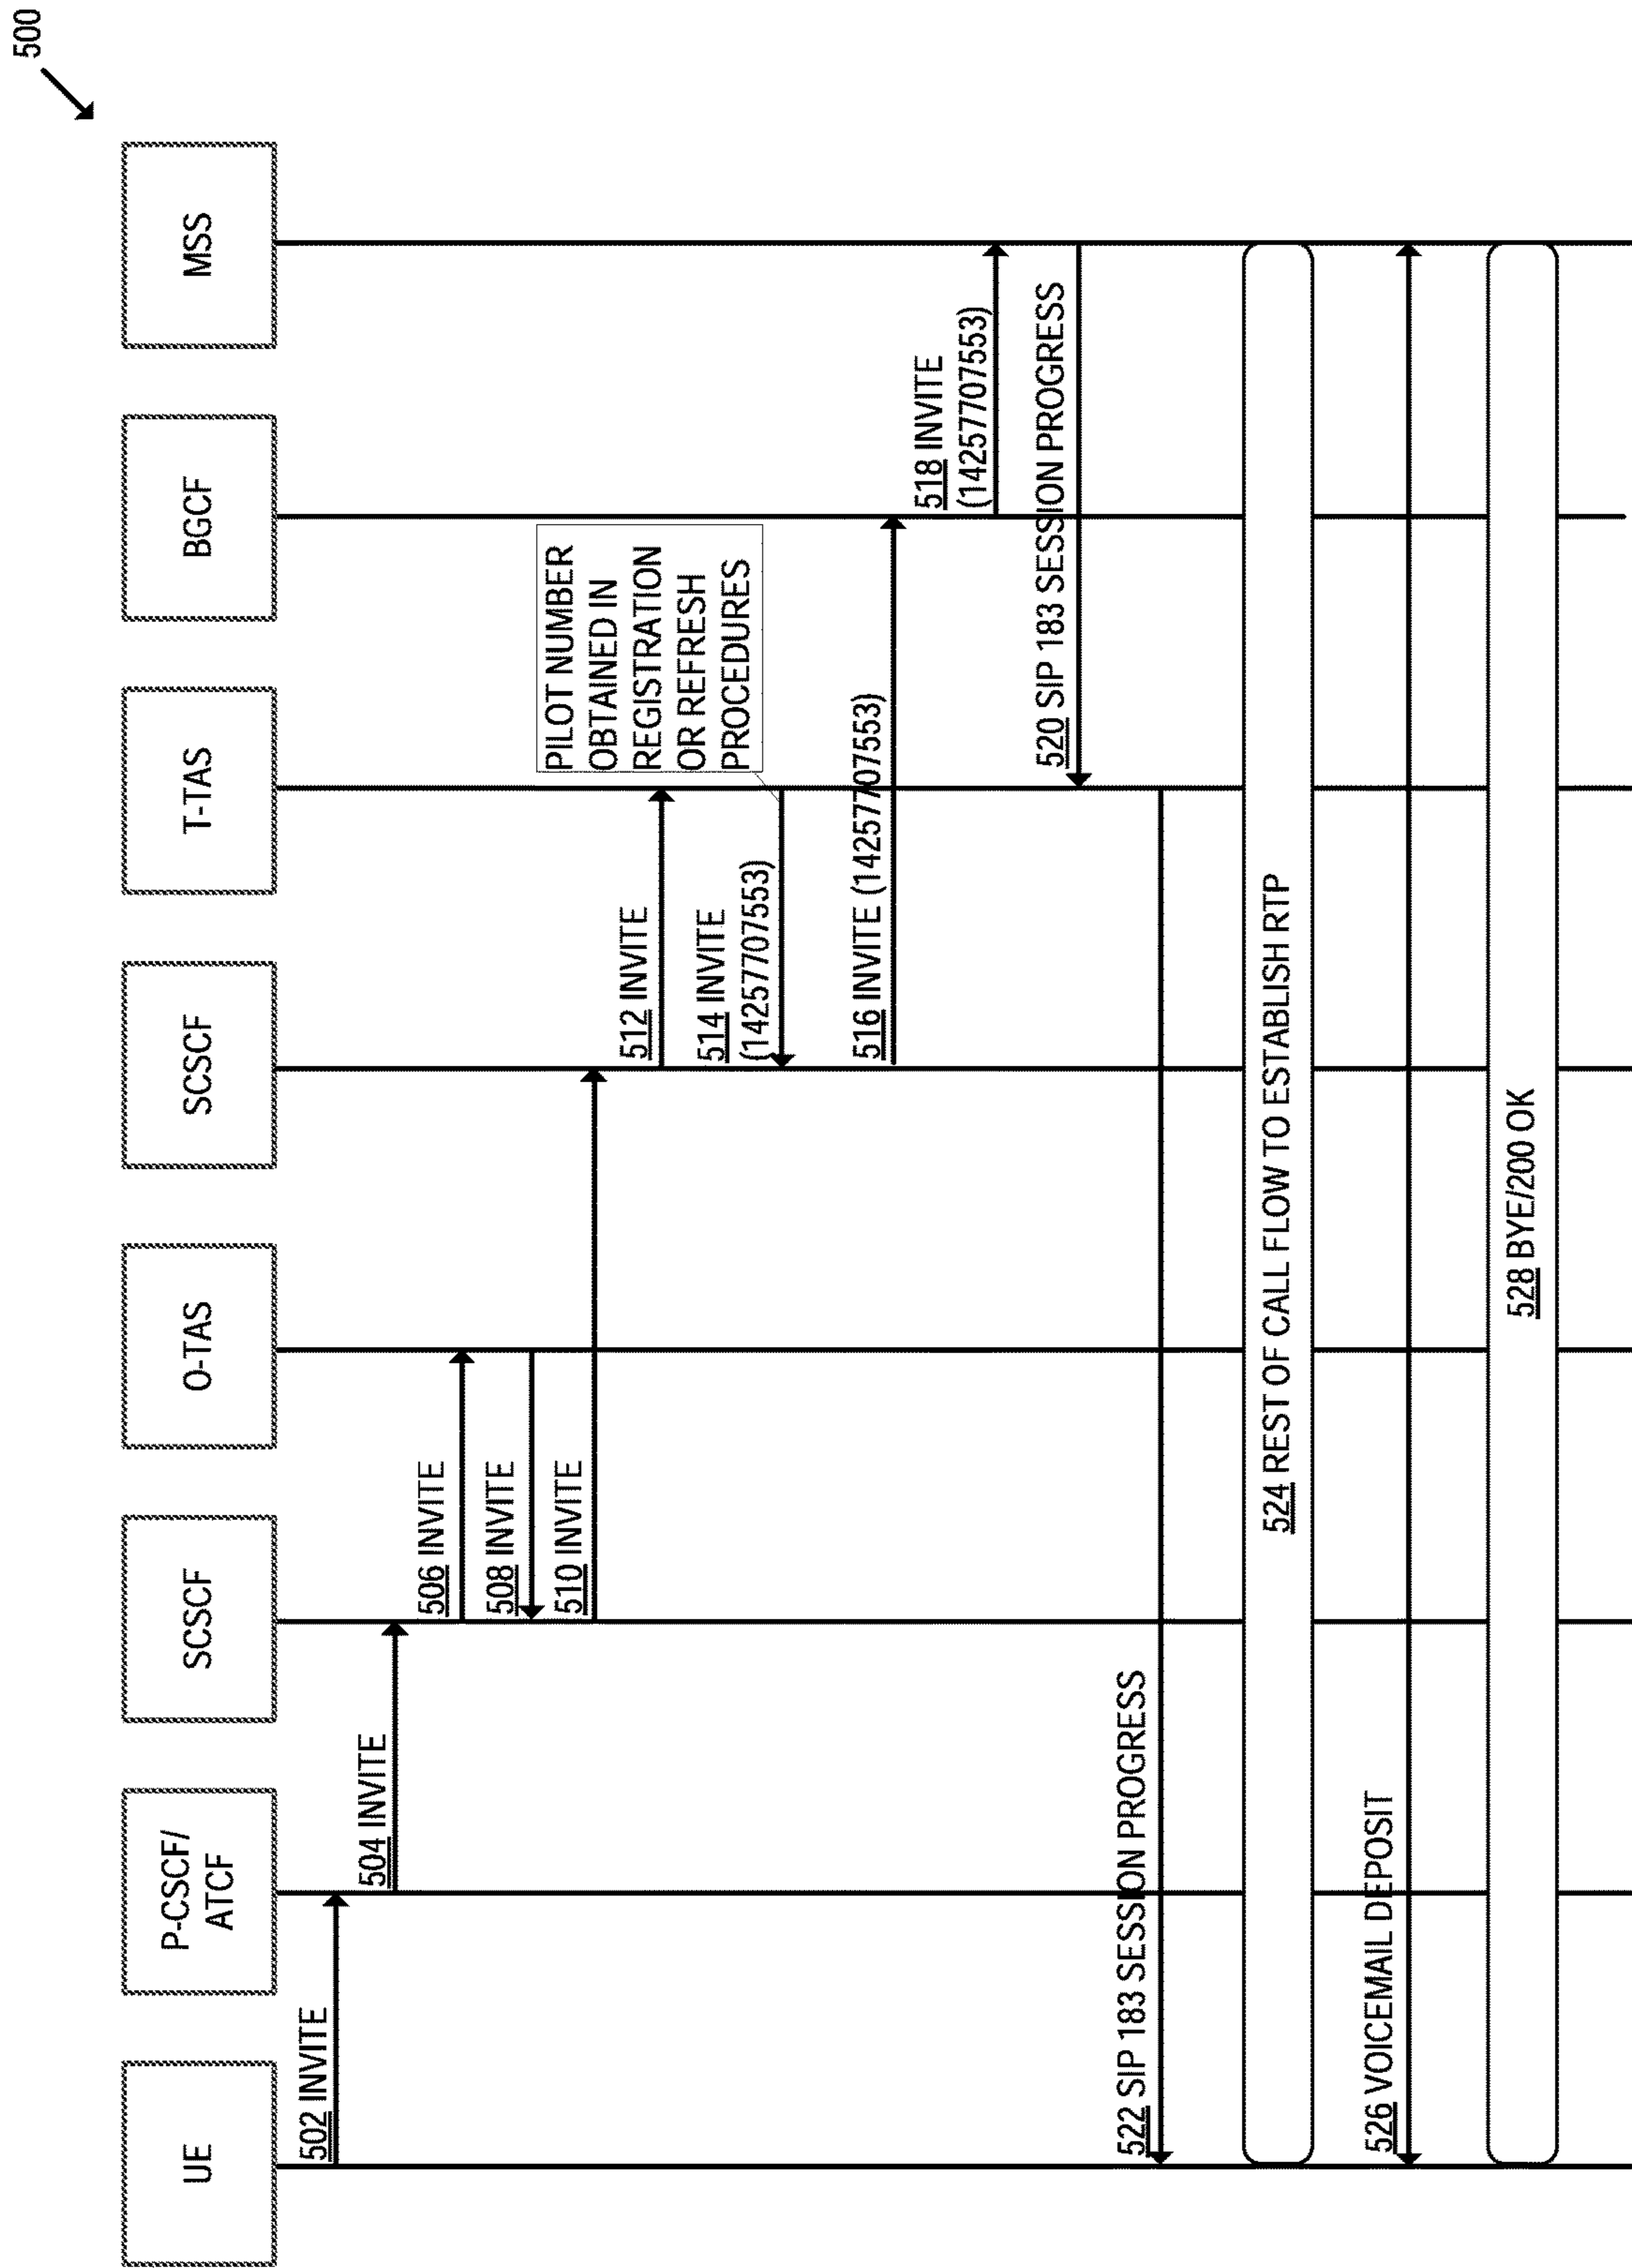 500
UE
P-CSCF/
ATCF
SCSCF
O-TAS
SCSCF
T-TAS
BGCF
MSS
502 INVITE
504 INVITE
506 INVITE
508 INVITE
510 INVITE
512 INVITE
PILOT NUMBER
OBTAINED IN
REGISTRATION
OR REFRESH
PROCEDURES
514 INVITE
(14257707553)
516 INVITE (14257707553)
518 INVITE
(14257707553)
520 SIP 183 SESSION PROGRESS
522 SIP 183 SESSION PROGRESS
524 REST OF CALL FLOW TO ESTABLISH RTP
526 VOICEMAIL DEPOSIT
528 BYE/200 OK